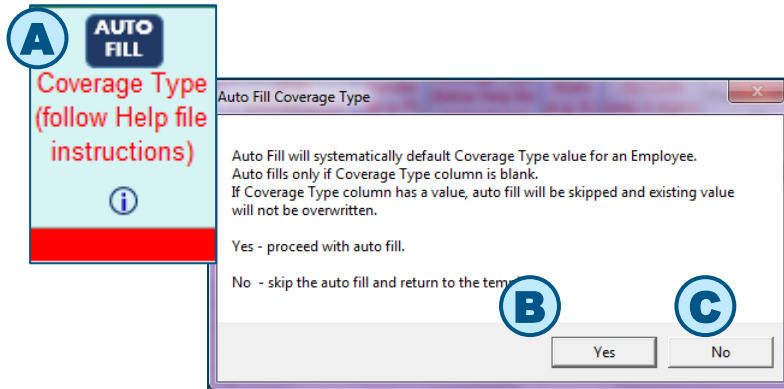 A
AUTO
FILL
Coverage Type
(follow Help file
instructions)
i
Auto Fill Coverage Type
x
Auto Fill will systematically default Coverage Type value for an Employee.
Auto fills only if Coverage Type column is blank.
If Coverage Type column has a value, auto fill will be skipped and existing value
will not be overwritten.
Yes - proceed with auto fill.
No - skip the auto fill and return to the
B
C
Yes
No